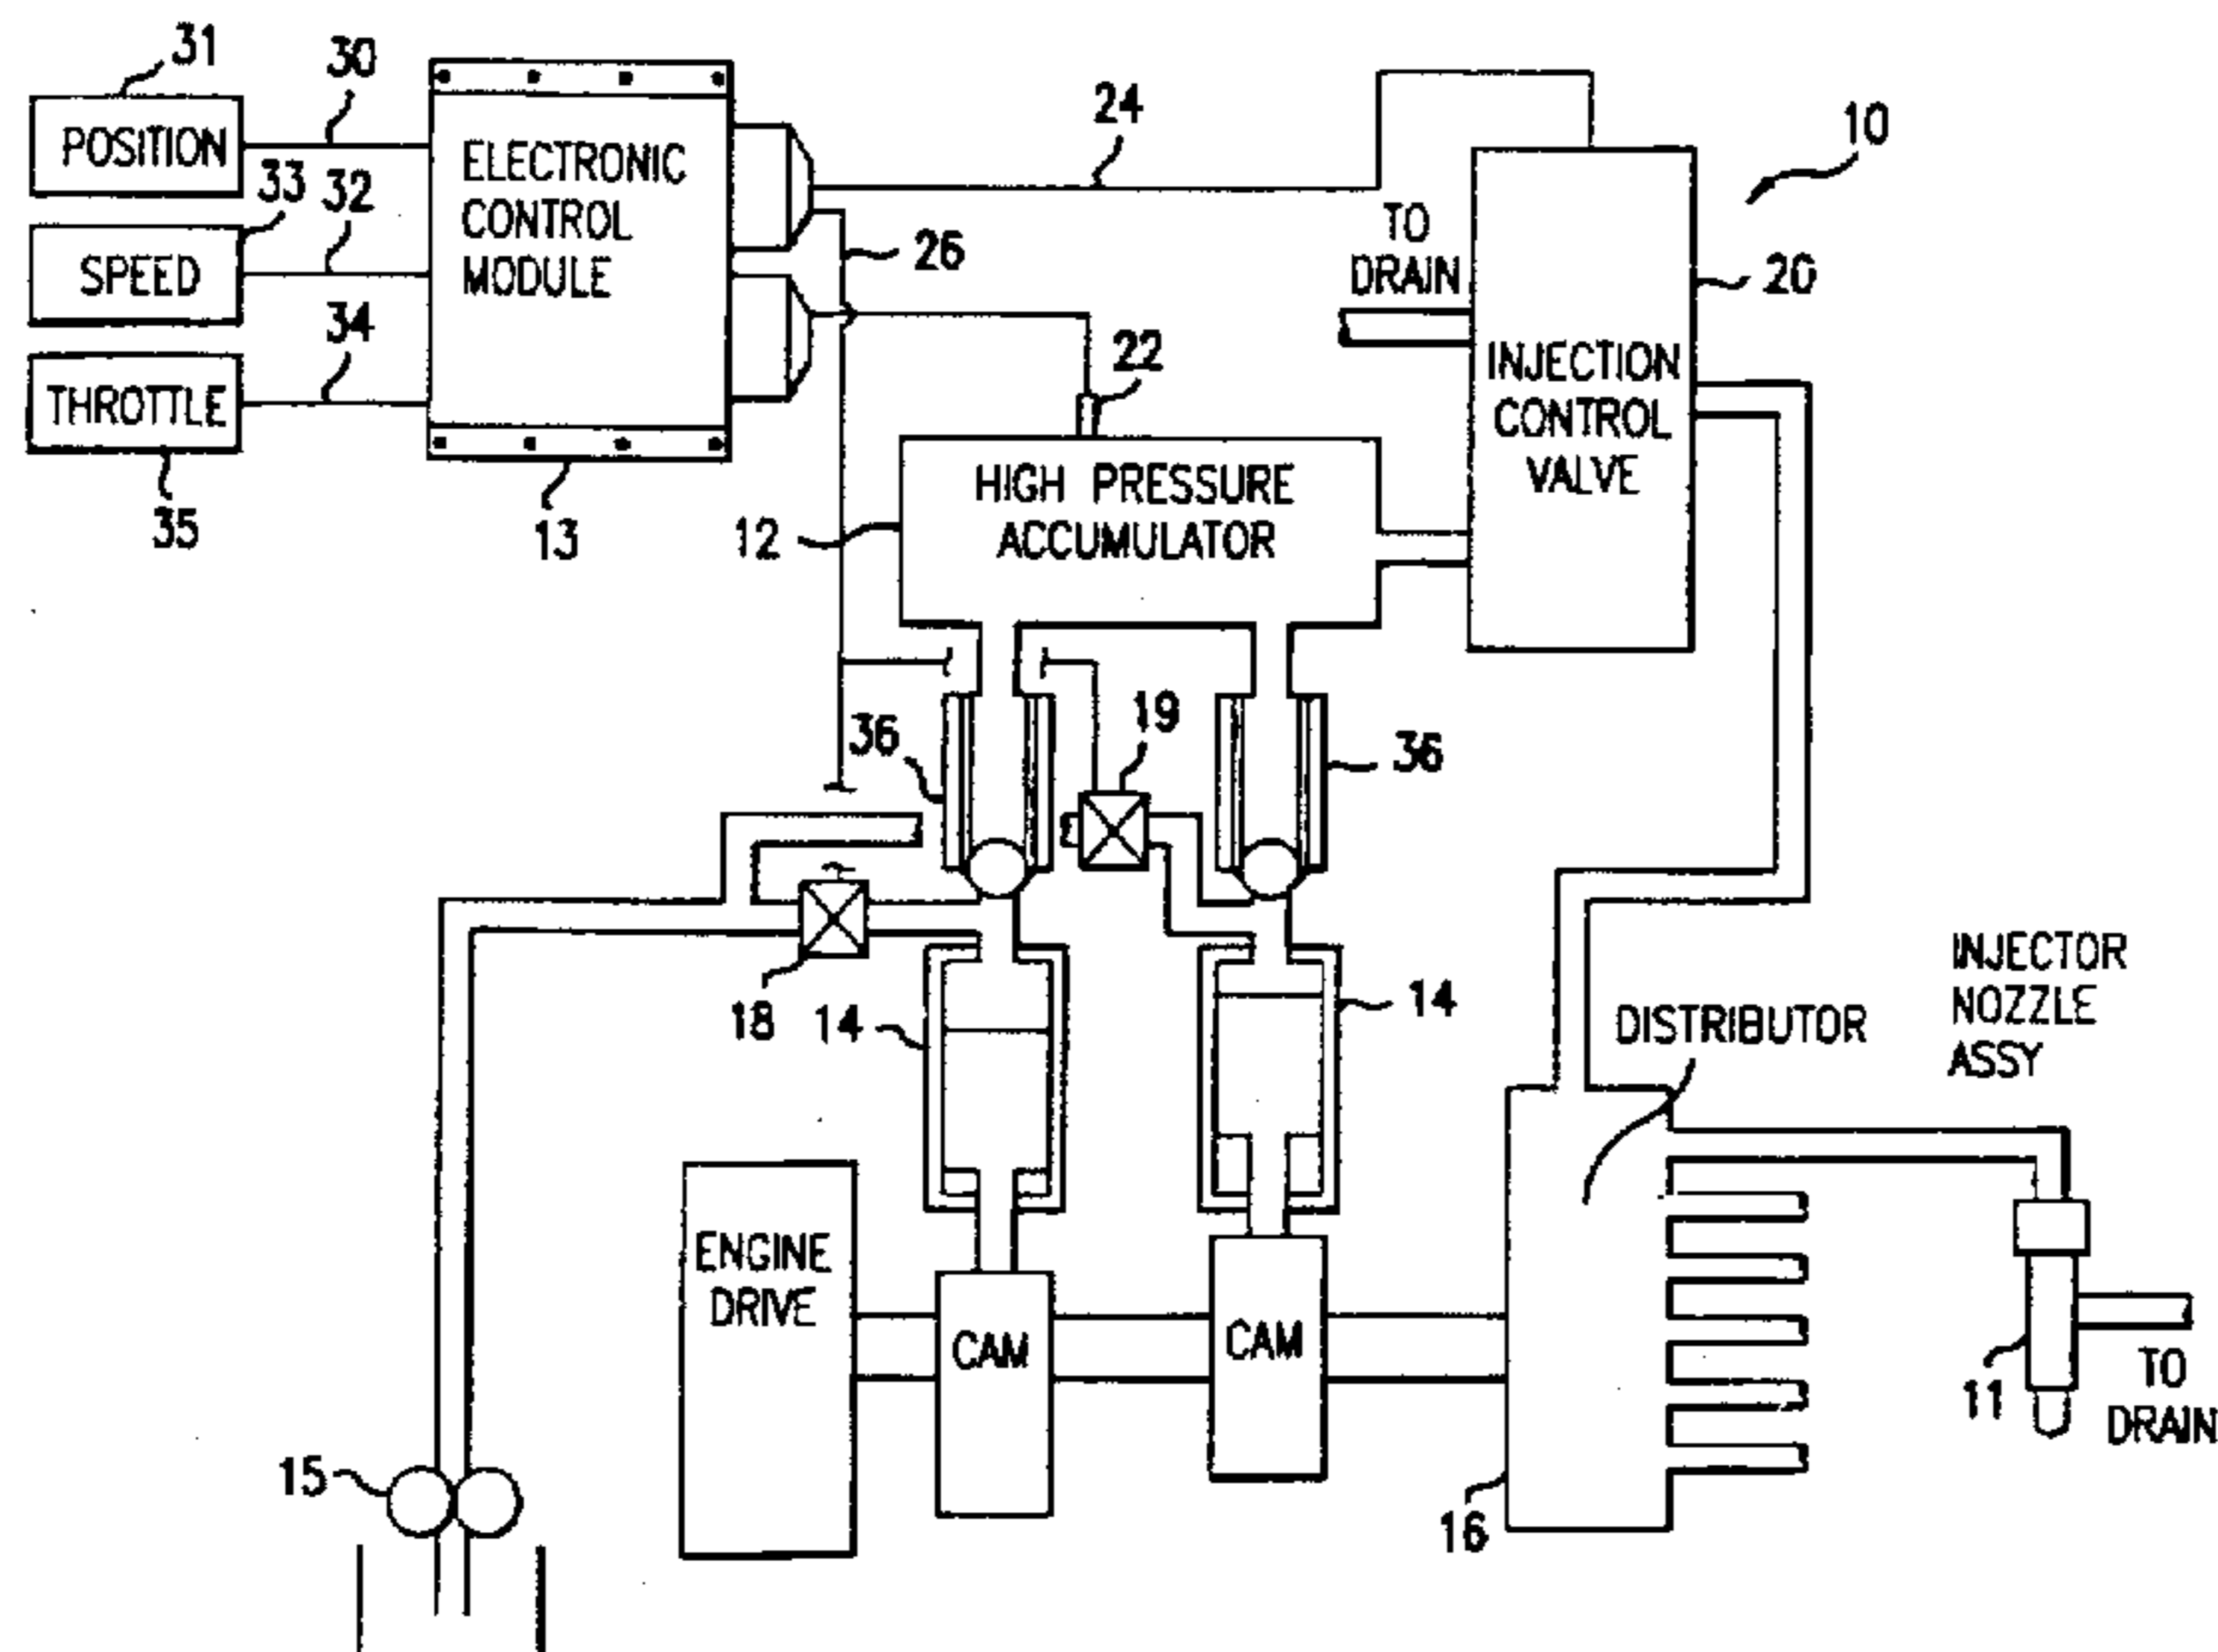 31
30
POSITION
33
32
SPEED
34
THROTTLE
35
ELECTRONIC
CONTROL
MODULE
13
24
26
10
TO
DRAIN
20
22
INJECTION
CONTROL
VALVE
12
HIGH PRESSURE
ACCUMULATOR
36
19
36
18
14
14
DISTRIBUTOR
INJECTOR
NOZZLE
ASSY
ENGINE
DRIVE
CAM
CAM
15
16
11
TO
DRAIN